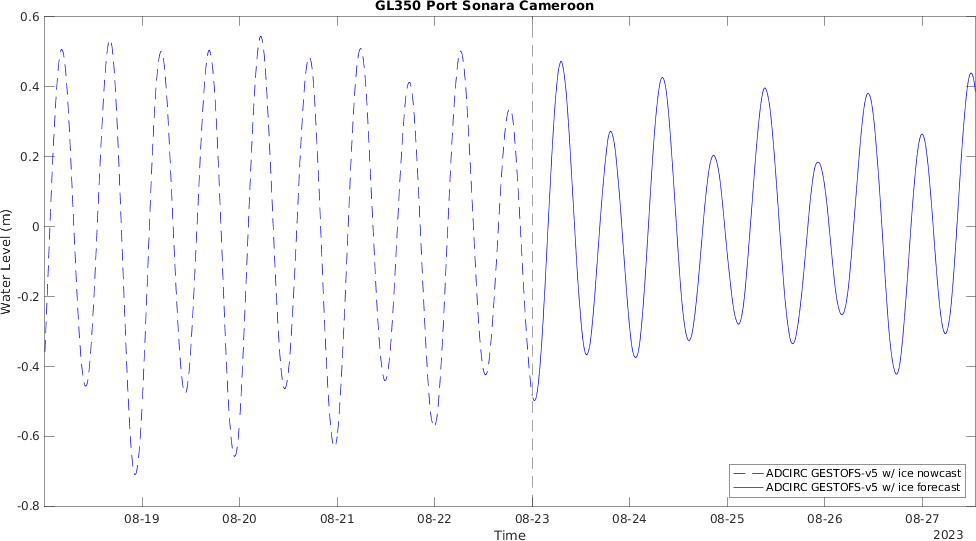 GL350 Port Sonara Cameroon
0.6
0.4
0.2
0
-0.2
-0.4
-0.6
-0.8
Water Level (m)
08-19 08-20 08-21 08-22 08-23 08-24 08-25 08-26 08-27
Time
2023
ADCIRC GESTOFS-v5 w/ ice nowcast
ADCIRC GESTOFS-v5 w/ ice forecast